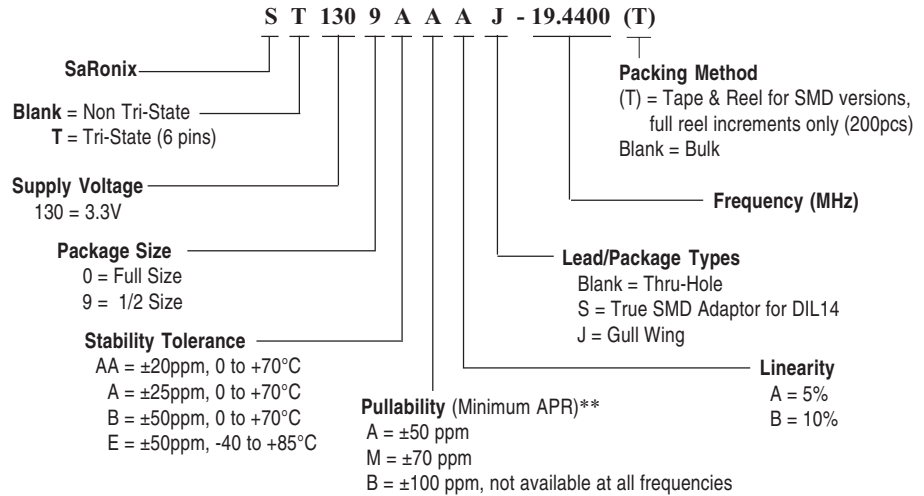 S T 130 9 A A A J - 19.4400 (T)
SaRonix
Blank = Non Tri-State
T = Tri-State (6 pins)
Supply Voltage
130 = 3.3V
Package Size
0 = Full Size
9 = 1/2 Size
Stability Tolerance
AA = ±20ppm, 0 to +70°C
A = ±25ppm, 0 to +70°C
B = ±50ppm, 0 to +70°C
E = ±50ppm, -40 to +85°C
Pullability (Minimum APR)**
A = ±50 ppm
M = ±70 ppm
B = ±100 ppm, not available at all frequencies
Linearity
A = 5%
B = 10%
Lead/Package Types
Blank = Thru-Hole
S = True SMD Adaptor for DIL14
J = Gull Wing
Frequency (MHz)
Packing Method
(T) = Tape & Reel for SMD versions,
full reel increments only (200pcs)
Blank = Bulk